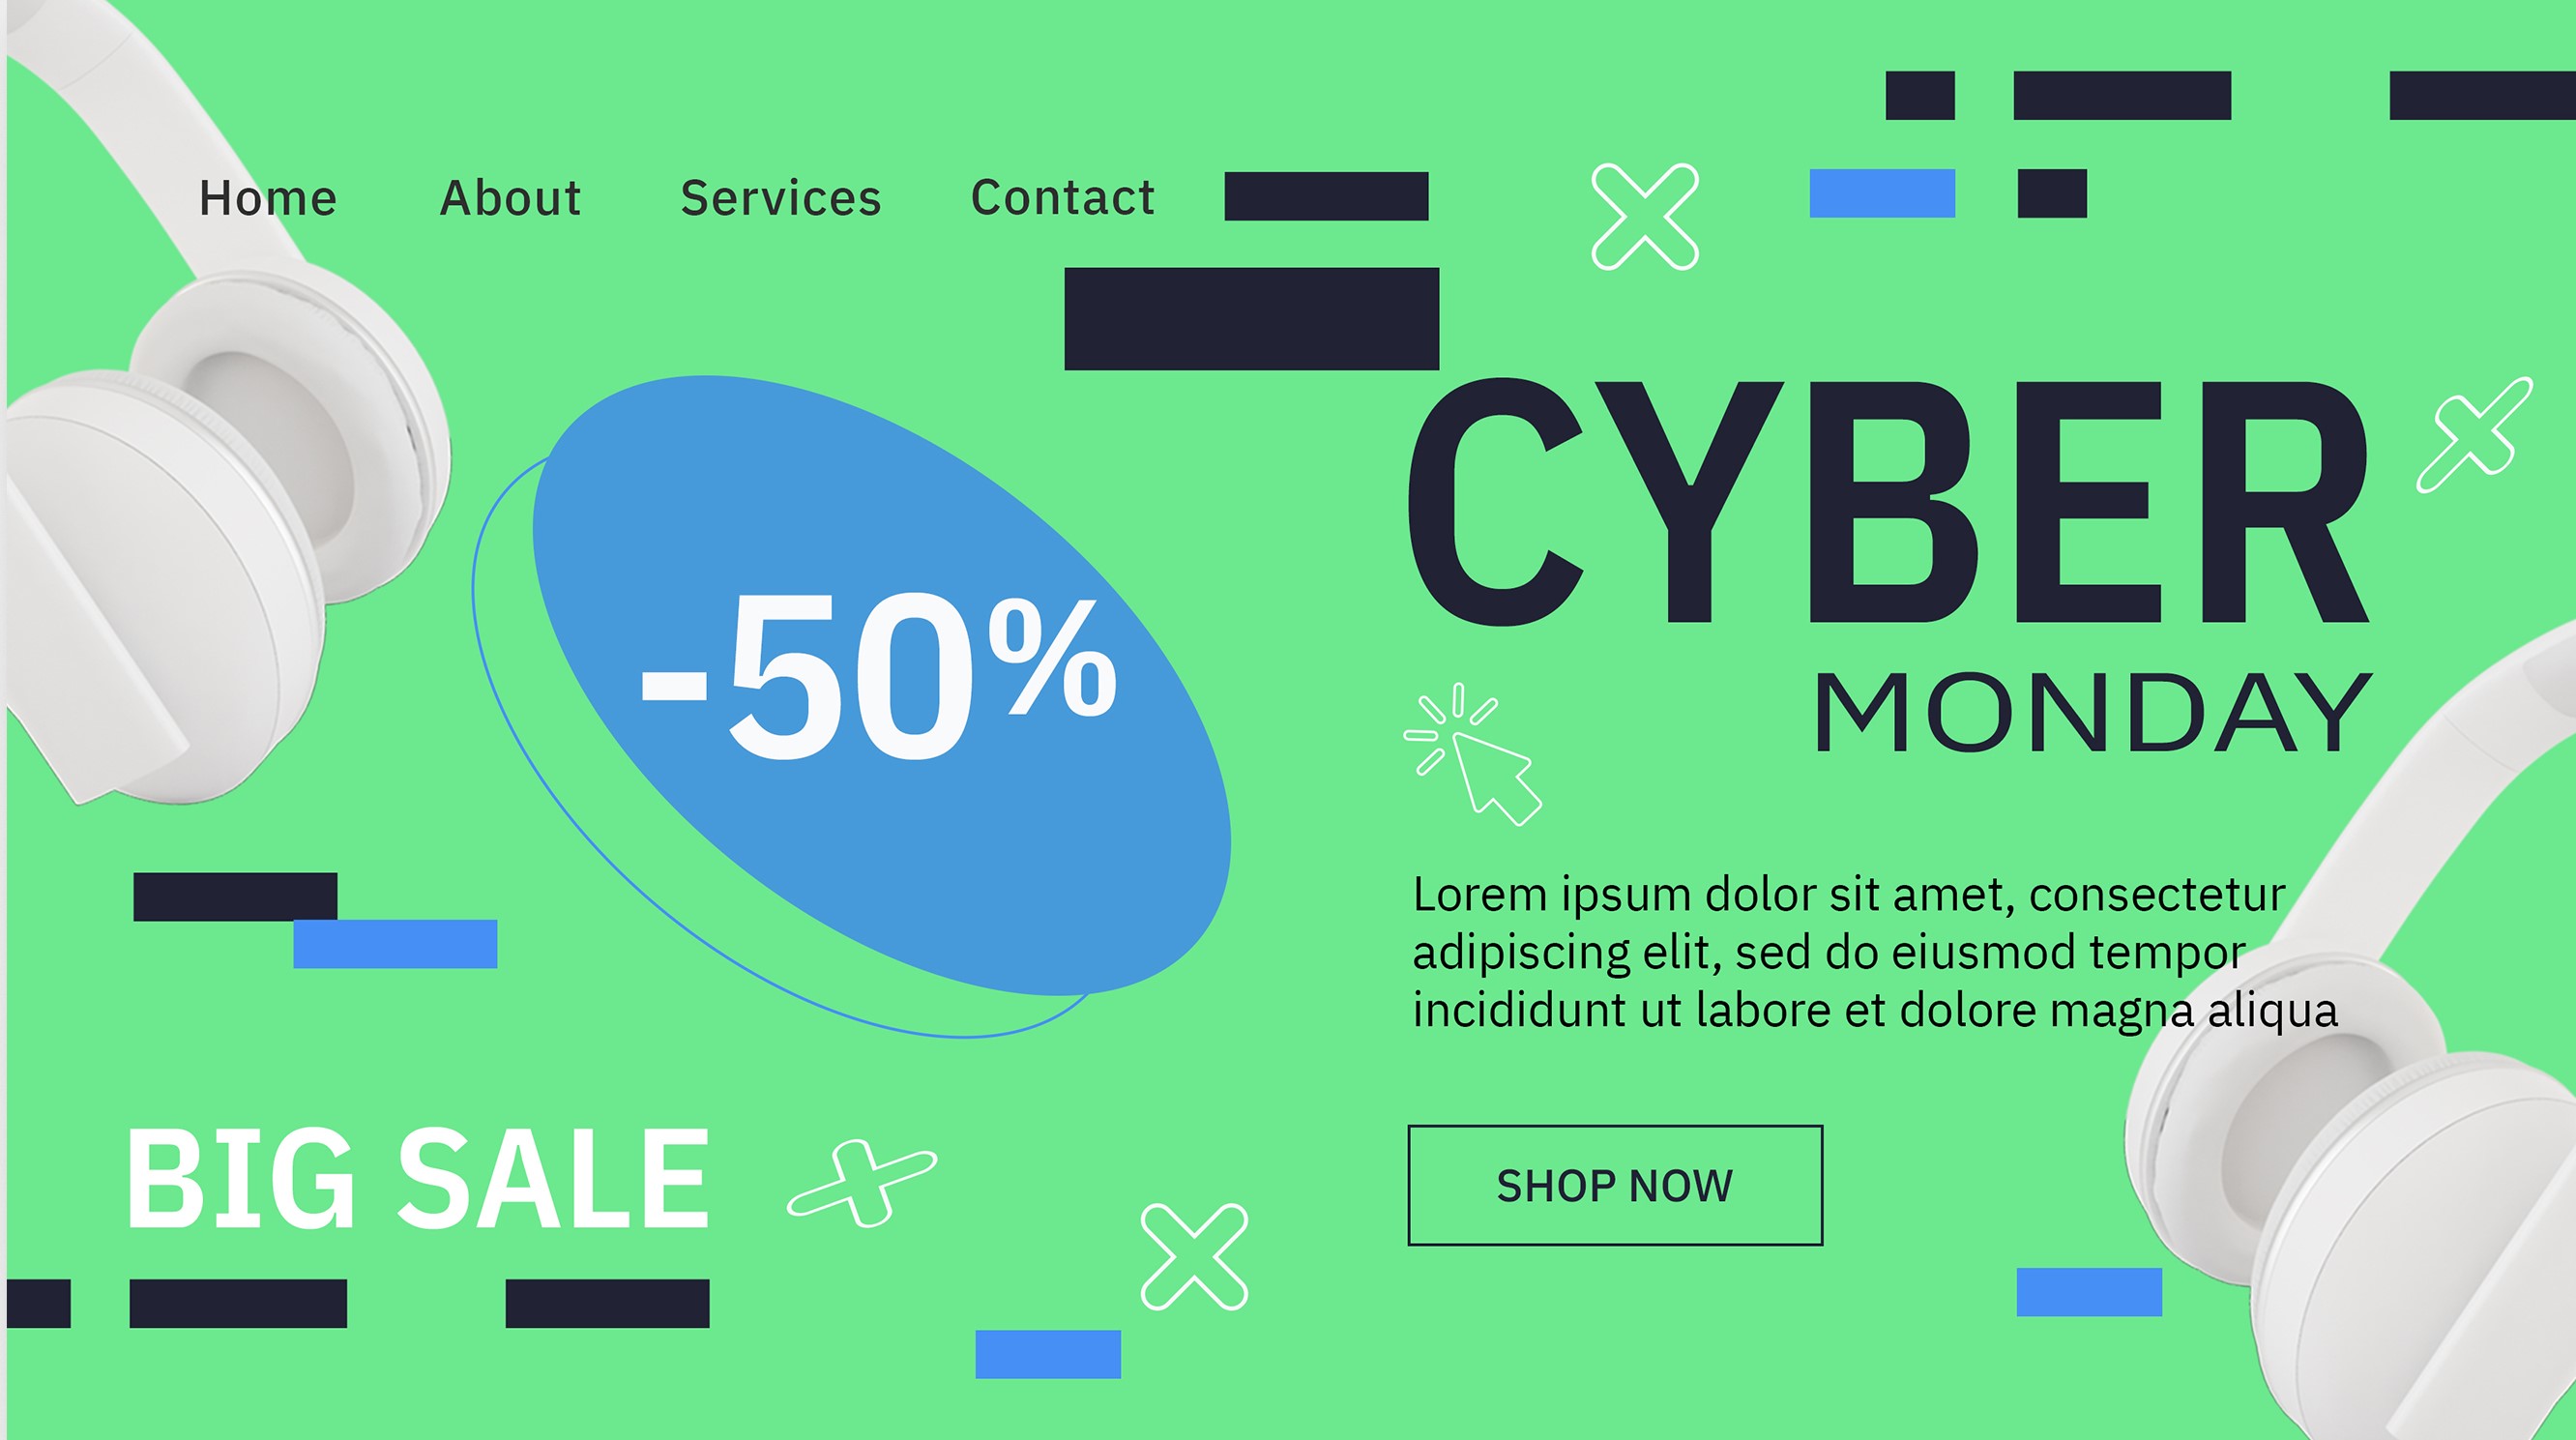 Home About Services Contact
-50%
CYBER
MONDAY
Lorem ipsum dolor sit amet, consectetur
adipiscing elit, sed do eiusmod tempor
incididunt ut labore et dolore magna aliqua
BIG SALE
SHOP NOW